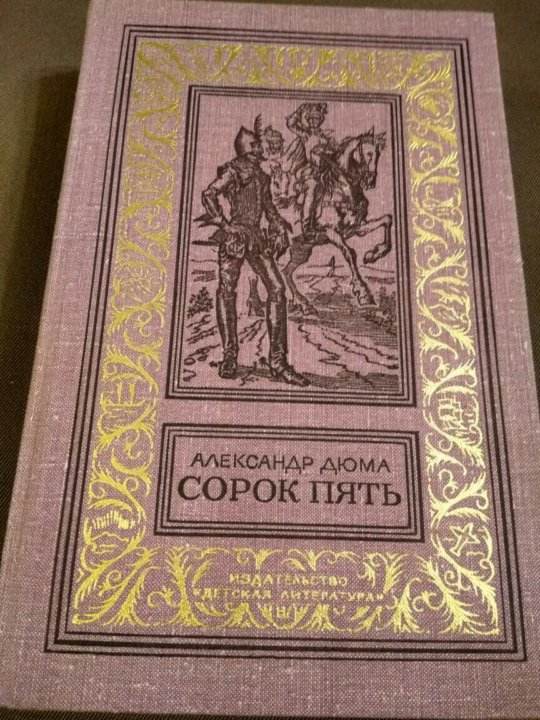 АЛЕКСАНДР ДЮМА
СОРОК ПЯТЬ
ИЗДАТЕЛЬСТВО
"ДЕТСКАЯ ЛИТЕРАТУРА"